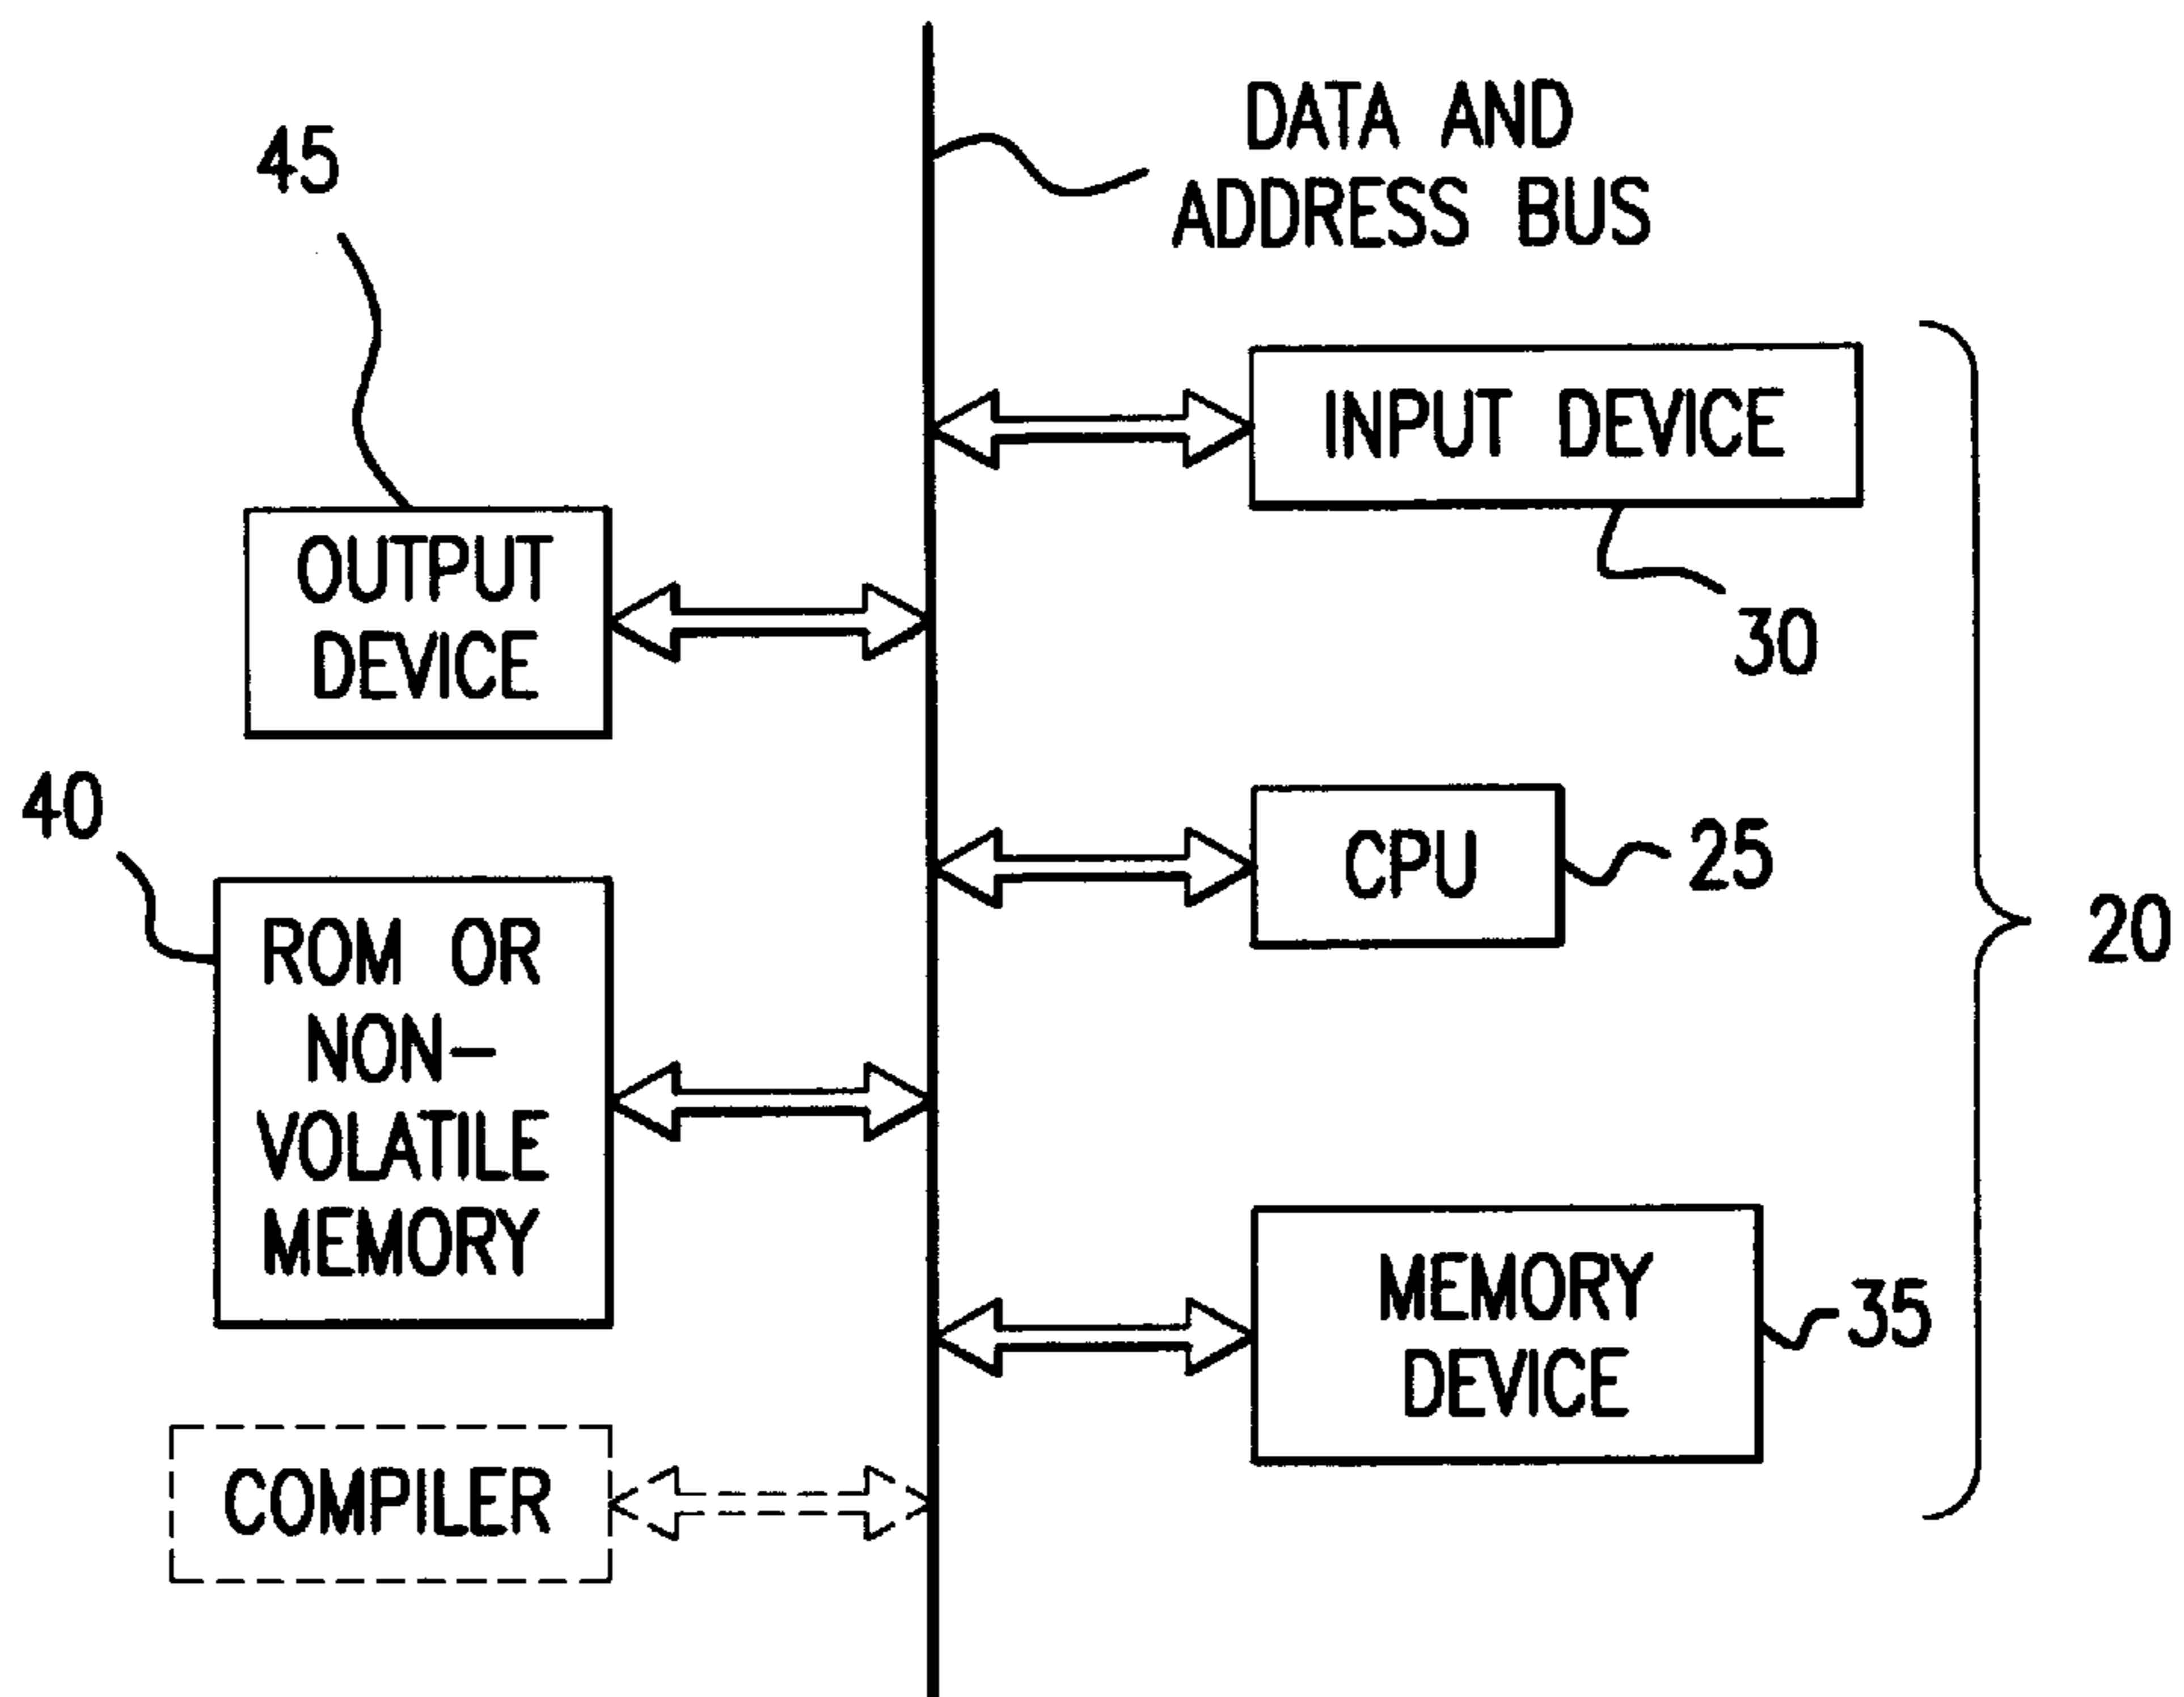 DATA AND
ADDRESS BUS
45
INPUT DEVICE
30
OUTPUT
DEVICE
40
CPU
25
20
ROM OR
NON-
VOLATILE
MEMORY
MEMORY
DEVICE
35
COMPILER